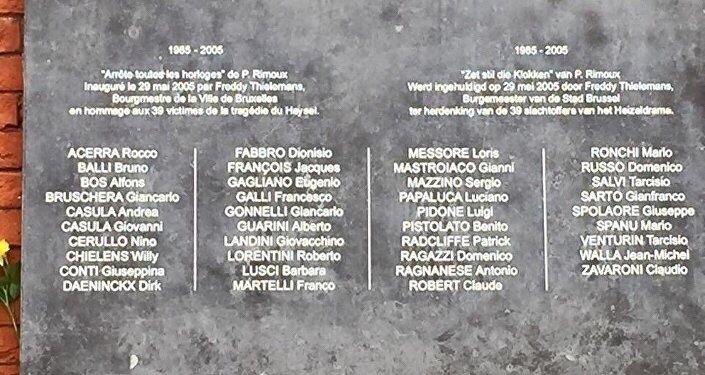 1985 - 2005
"Arrête toutes les horloges" de P. Rimoux
Inauguré le 29 mai 2005 par Freddy Thielemans,
Bourgmestre de la Ville de Bruxelles
en hommage aux 39 victimes de la tragédie du Heysel.
1985 - 2005
"Zet stil die Klokken" van P. Rimoux
Werd ingehuldigd op 29 mei 2005 door Freddy Thielemans,
Burgemeester van de Stad Brussel
ter herdenking van de 39 slachtoffers van het Heizeldrama.
ACERRA Rocco
BALLI Bruno
BOS Alfons
BRUSCHERA Giancarlo
CASULA Andrea
CASULA Giovanni
CERULLO Nino
CHIELENS Willy
CONTI Giuseppina
DAENINCKX Dirk
FABBRO Dionisio
FRANÇOIS Jacques
GAGLIANO Eugenio
GALLI Francesco
GONNELLI Giancarlo
GUARINI Alberto
LANDINI Giovacchino
LORENTINI Roberto
LUSCI Barbara
MARTELLI Franco
MESSORE Loris
MASTROIACO Gianni
MAZZINO Sergio
PAPALUCA Luciano
PIDONE Luigi
PISTOLATO Benito
RADCLIFFE Patrick
RAGAZZI Domenico
RAGNANESE Antonio
ROBERT Claude
RONCHI Mario
RUSSO Domenico
SALVI Tarcisio
SARTO Gianfranco
SPOLAORE Giuseppe
SPANU Mario
VENTURIN Tarcisio
WALLA Jean-Michel
ZAVARONI Claudio